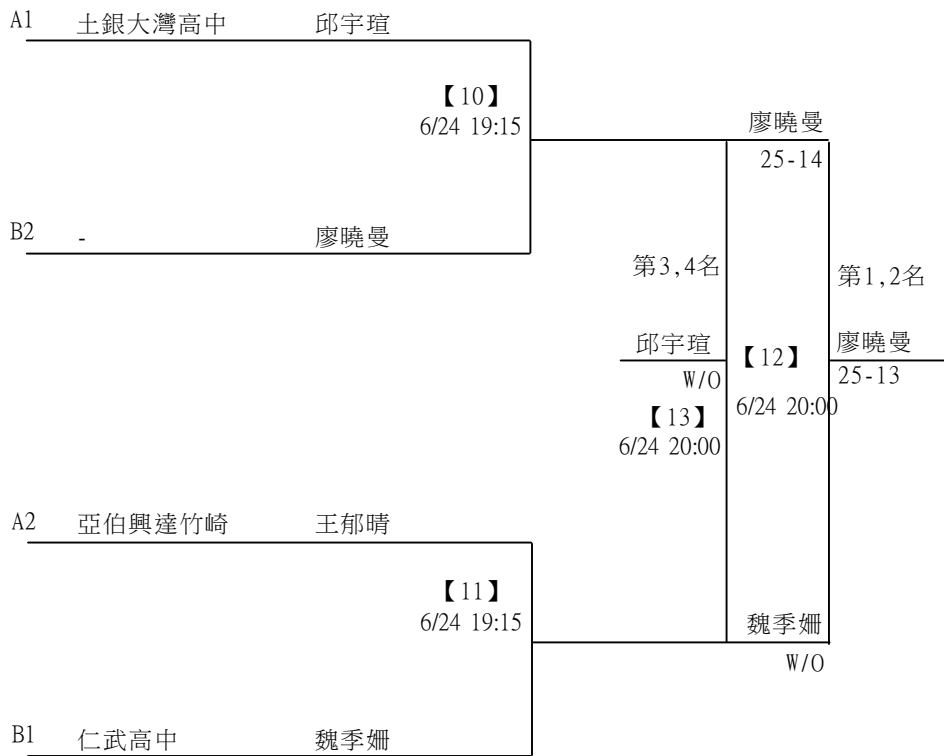 A1 土銀大灣高中 邱宇瑄
【10】
6/24 19:15
廖曉曼
25-14
B2 - 廖曉曼
第3,4名
第1,2名
邱宇瑄
【12】
廖曉曼
W/O
25-13
【13】
6/24 20:00
6/24 20:00
A2 亞伯興達竹崎 王郁晴
【11】
6/24 19:15
魏季姍
W/O
B1 仁武高中 魏季姍